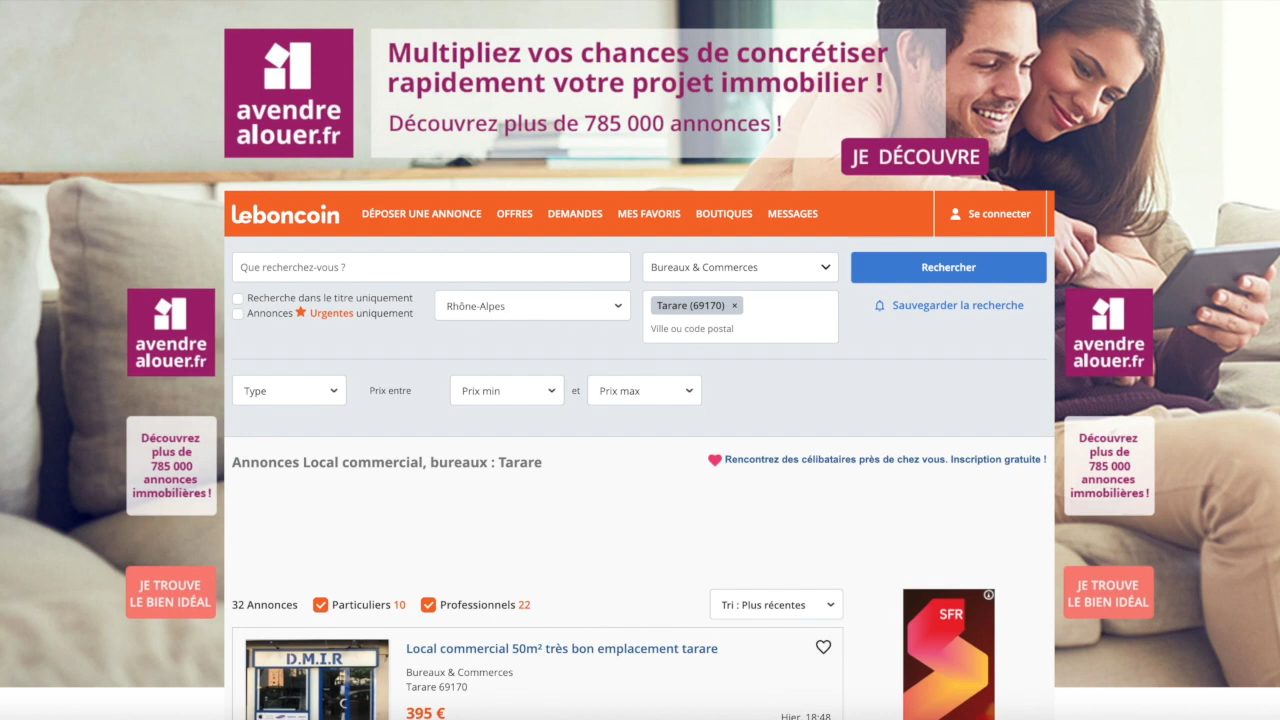 avendre
alouer.fr
Multipliez vos chances de concrétiser
rapidement votre projet immobilier !
Découvrez plus de 785 000 annonces !
JE DÉCOUVRE
leboncoin
DÉPOSER UNE ANNONCE
OFFRES
DEMANDES
MES FAVORIS
BOUTIQUES
MESSAGES
Se connecter
Que recherchez-vous ?
Bureaux & Commerces
Rechercher
Recherche dans le titre uniquement
Annonces Urgentes uniquement
Rhône-Alpes
Tarare (69170) ×
Ville ou code postal
Sauvegarder la recherche
Type
Prix entre
Prix min
et
Prix max
avendre
alouer.fr
Découvrez
plus de
785 000
annonces
immobilières !
JE TROUVE
LE BIEN IDÉAL
avendre
alouer.fr
Découvrez
plus de
785 000
annonces
immobilières !
JE TROUVE
LE BIEN IDÉAL
Annonces Local commercial, bureaux : Tarare
Rencontrez des célibataires près de chez vous. Inscription gratuite !
32 Annonces
Particuliers 10
Professionnels 22
Tri : Plus récentes
SFR
D.M.I.R
Local commercial 50m² très bon emplacement tarare
Bureaux & Commerces
Tarare 69170
395 €
Hier, 18:48